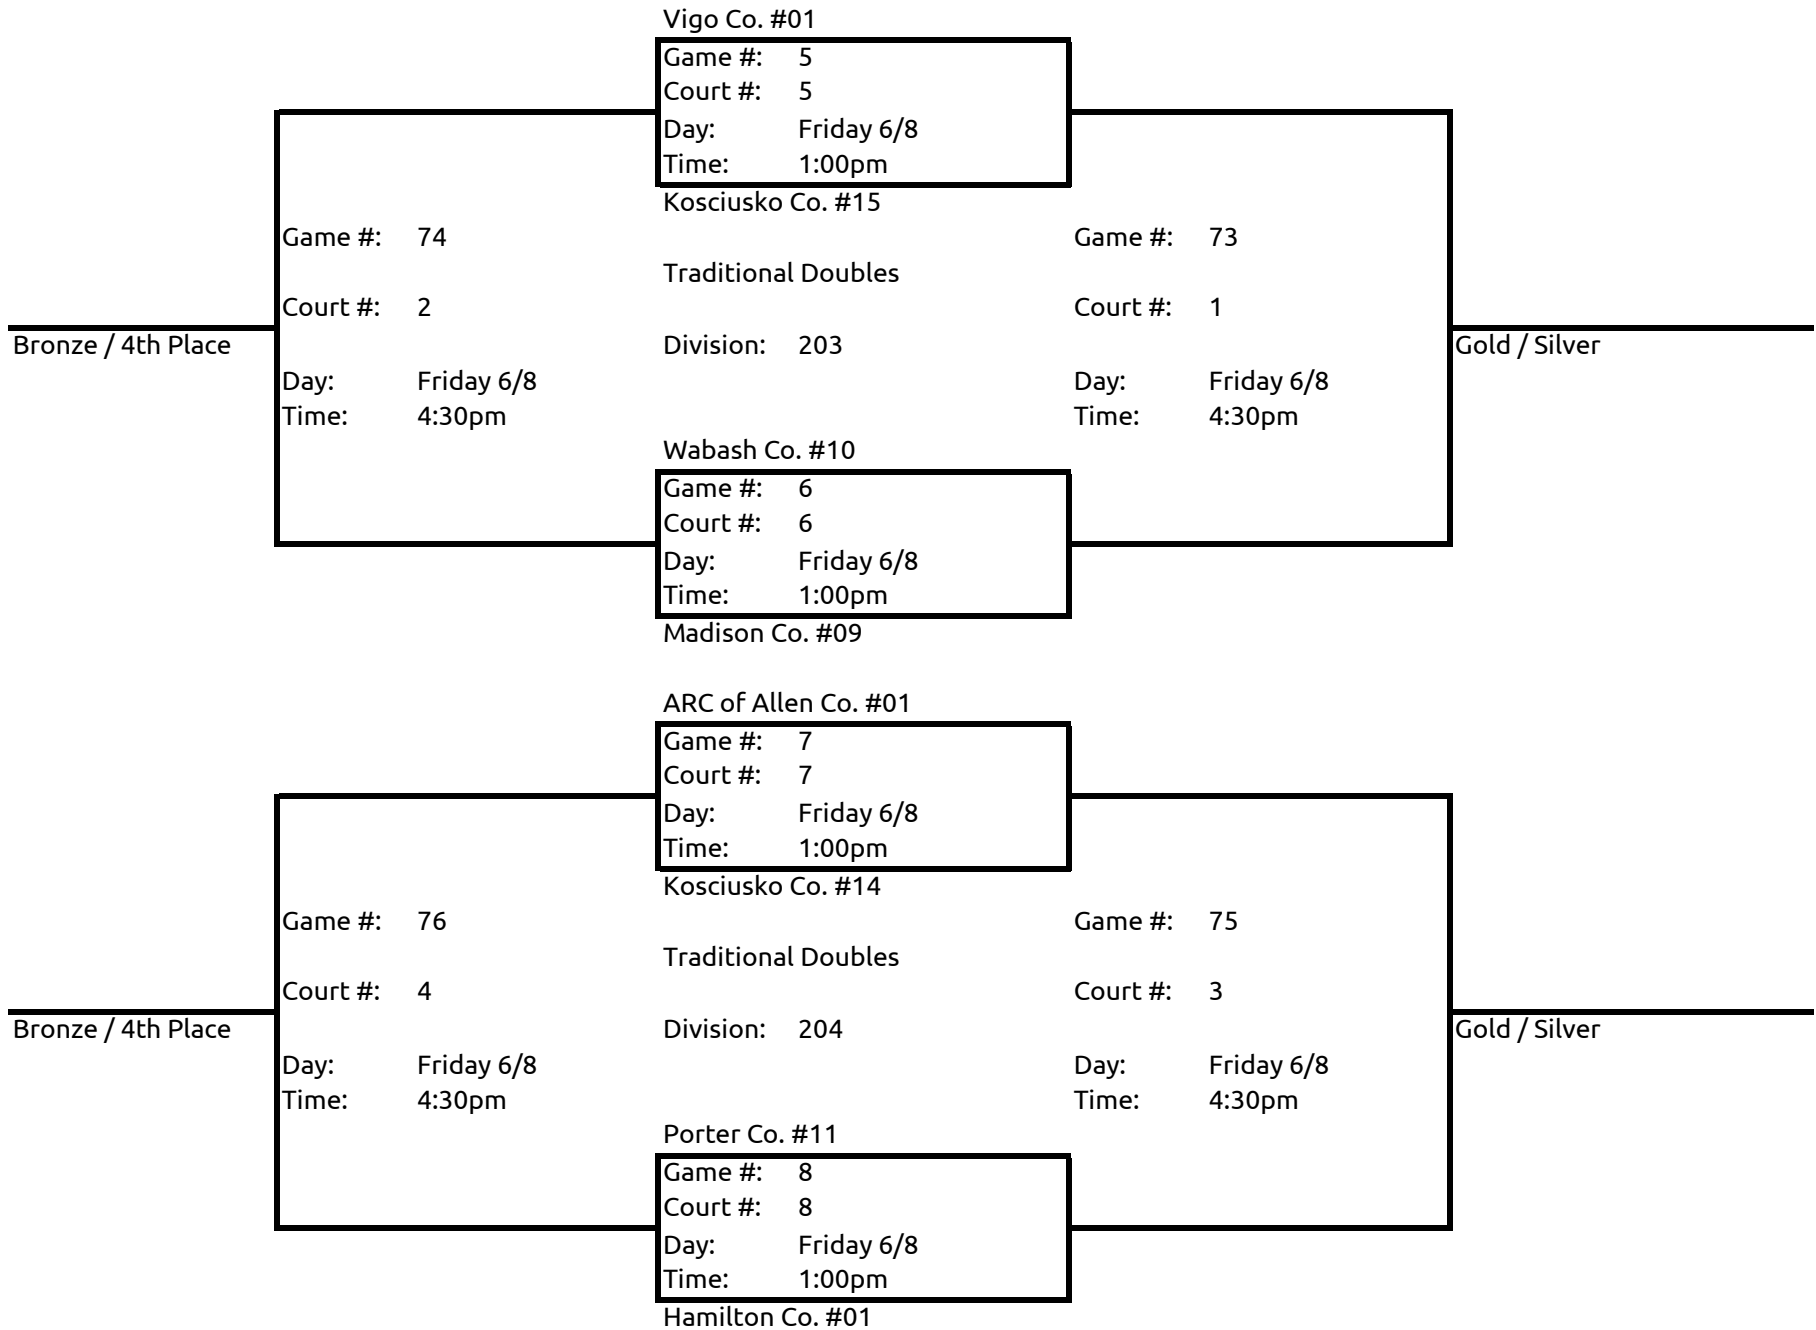 Vigo Co. #01
Game #: 5
Court #: 5
Day: Friday 6/8
Time: 1:00pm
Kosciusko Co. #15
Game #: 74
Game #: 73
Traditional Doubles
Court #: 2
Court #: 1
Bronze / 4th Place
Division: 203
Gold / Silver
Day: Friday 6/8
Day: Friday 6/8
Time: 4:30pm
Time: 4:30pm
Wabash Co. #10
Game #: 6
Court #: 6
Day: Friday 6/8
Time: 1:00pm
Madison Co. #09
ARC of Allen Co. #01
Game #: 7
Court #: 7
Day: Friday 6/8
Time: 1:00pm
Kosciusko Co. #14
Game #: 76
Game #: 75
Traditional Doubles
Court #: 4
Court #: 3
Bronze / 4th Place
Division: 204
Gold / Silver
Day: Friday 6/8
Day: Friday 6/8
Time: 4:30pm
Time: 4:30pm
Porter Co. #11
Game #: 8
Court #: 8
Day: Friday 6/8
Time: 1:00pm
Hamilton Co. #01